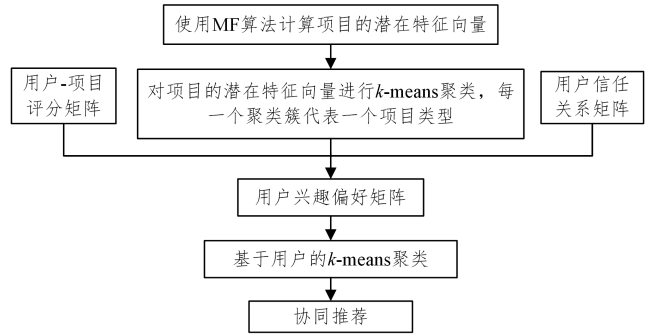 使用MF算法计算项目的潜在特征向量
用户-项目
评分矩阵
对项目的潜在特征向量进行k-means聚类，每
一个聚类簇代表一个项目类型
用户信任
关系矩阵
用户兴趣偏好矩阵
基于用户的k-means聚类
协同推荐